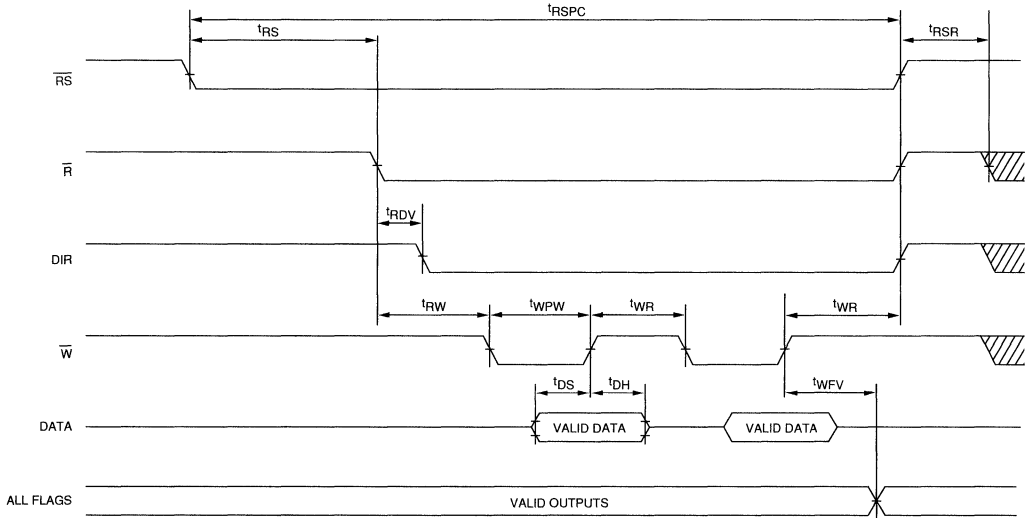 tRSPC
tRS
tRSR
RS
R
tRDV
DIR
tRW
tWPW
tWR
tWR
W
tDS
tDH
tWFV
DATA
VALID DATA
VALID DATA
ALL FLAGS
VALID OUTPUTS